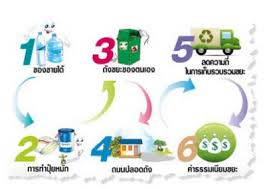 1
ของขายได้
2
การทำปุ๋ยหมัก
3
ถังขยะของตนเอง
4
ถนนปลอดถัง
5
ลดความถี่
ในการเก็บรวบรวมขยะ
6
$ $ $
ค่าธรรมเนียมขยะ